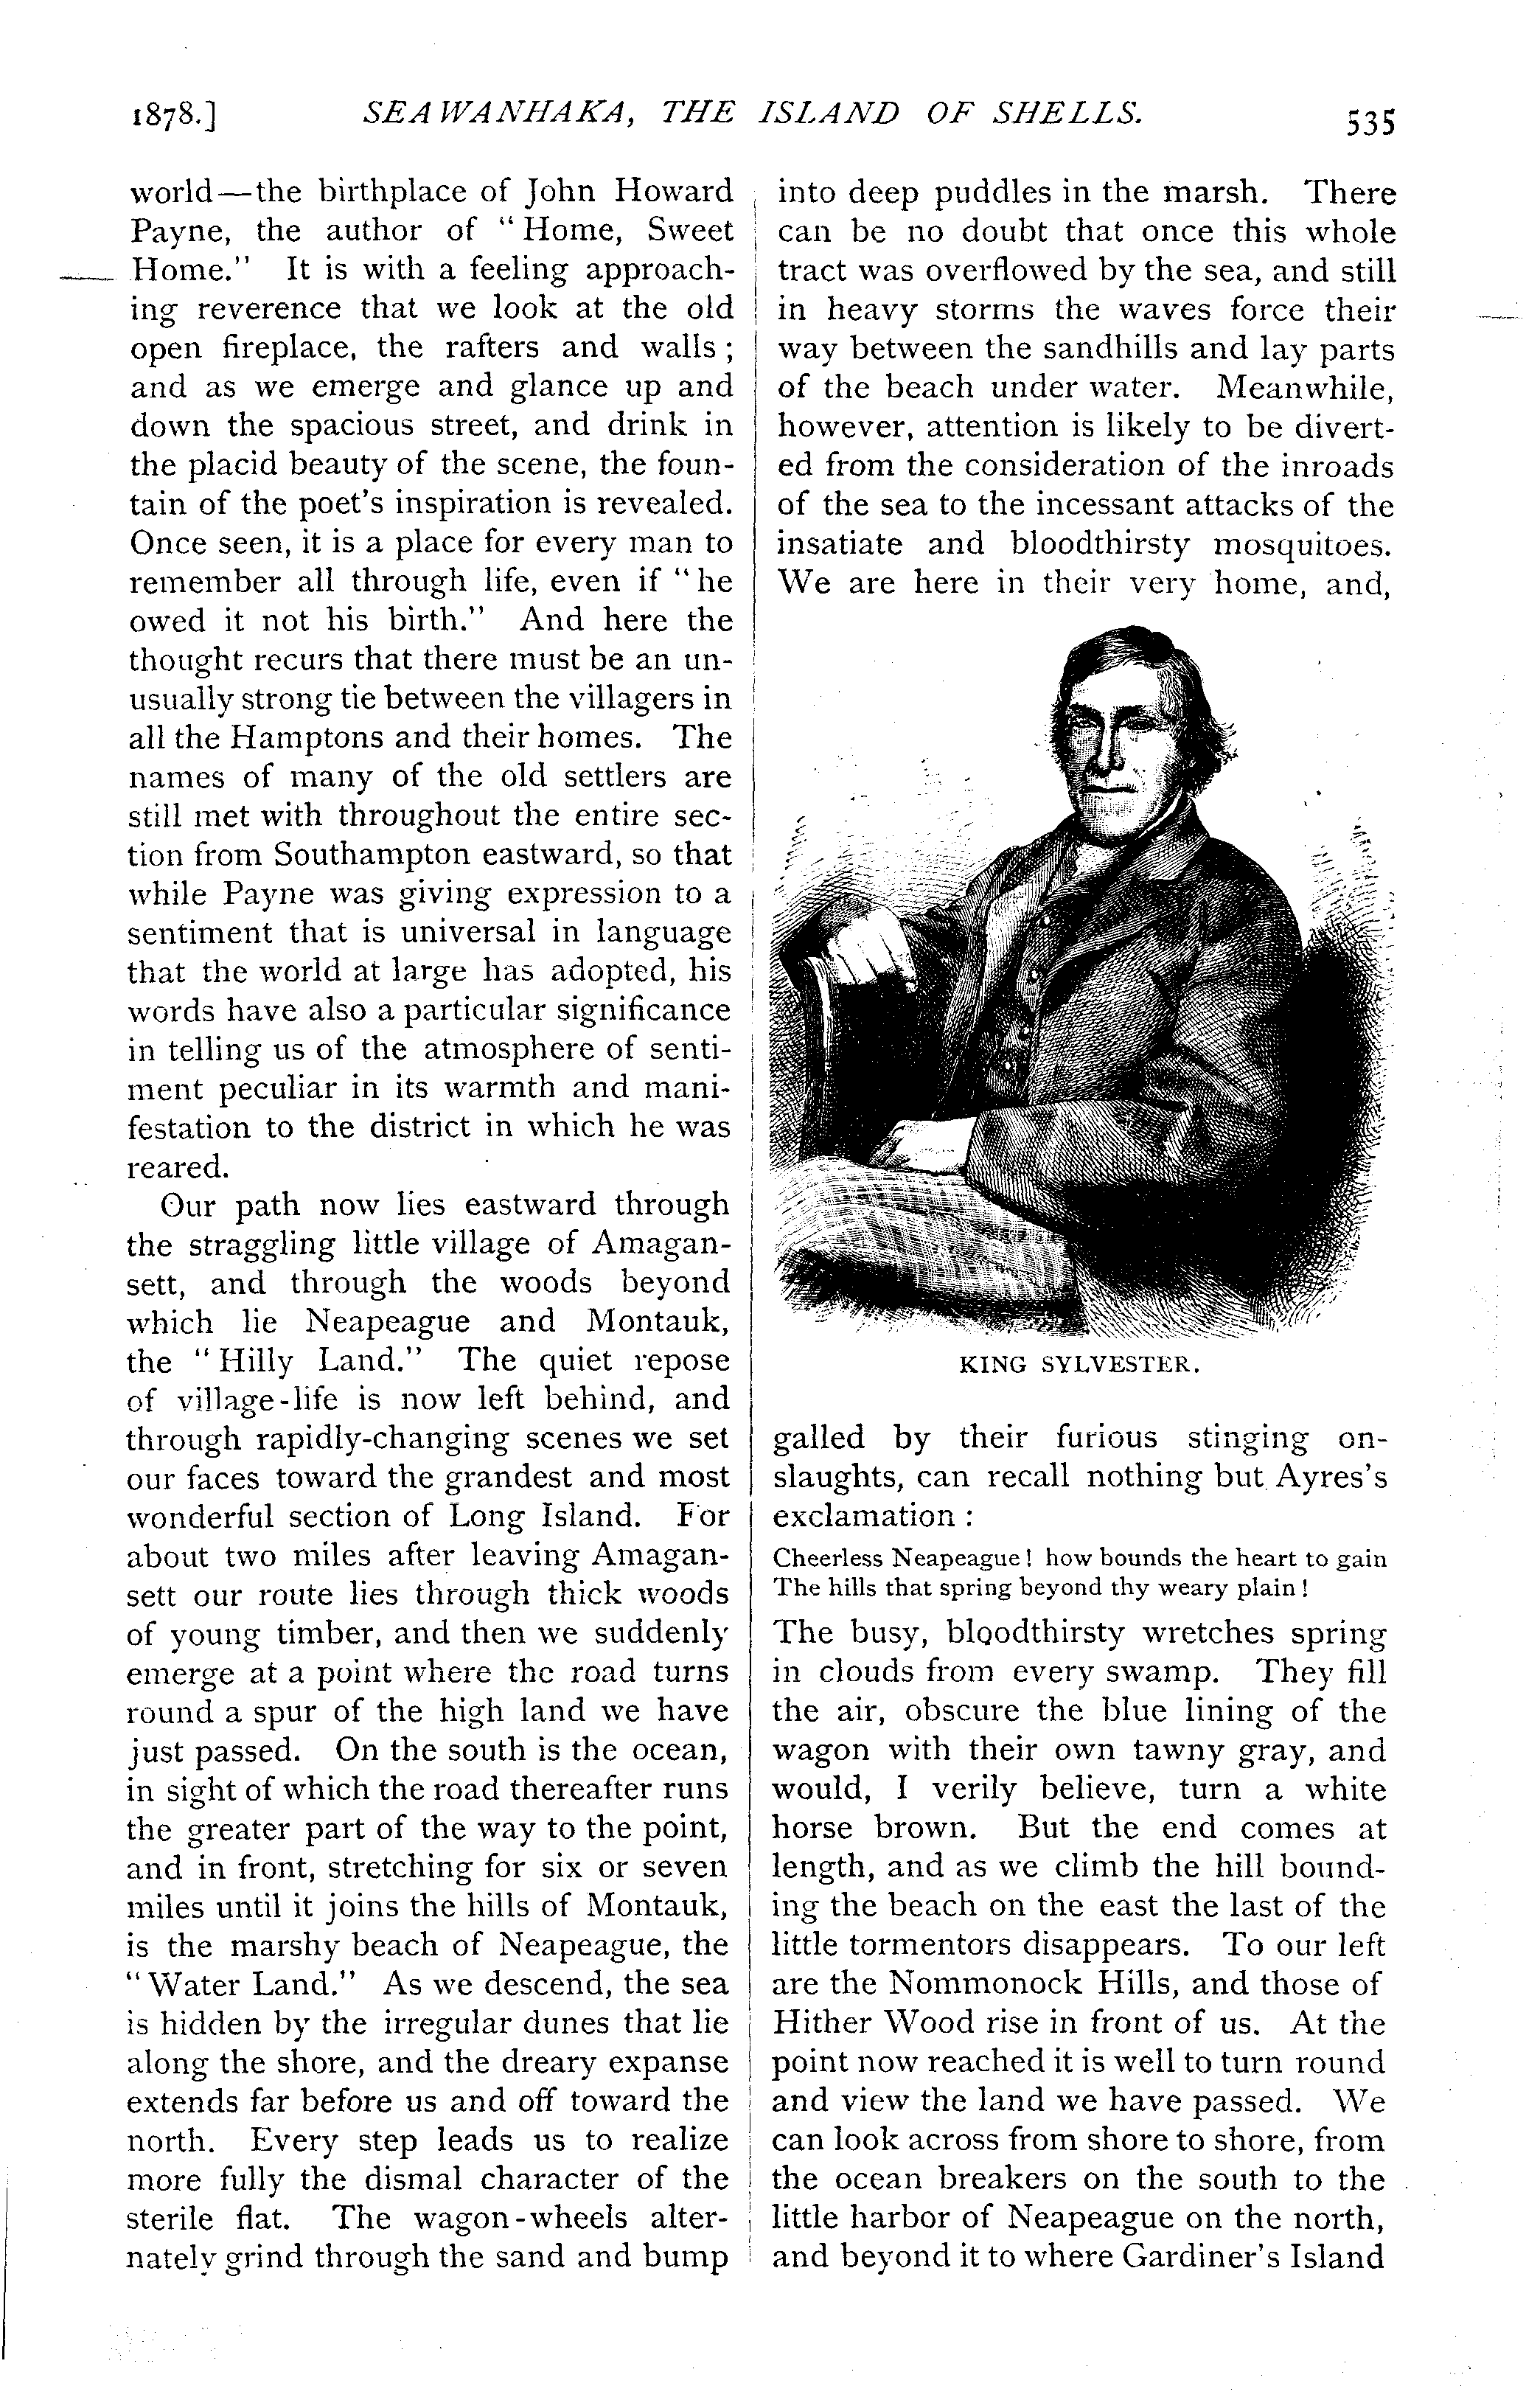 1878.] SEAWANHAKA, THE ISLAND OF SHELLS. 535
world—the birthplace of John Howard
Payne, the author of "Home, Sweet
Home." It is with a feeling approach-
ing reverence that we look at the old
open fireplace, the rafters and walls;
and as we emerge and glance up and
down the spacious street, and drink in
the placid beauty of the scene, the foun-
tain of the poet's inspiration is revealed.
Once seen, it is a place for every man to
remember all through life, even if "he
owed it not his birth." And here the
thought recurs that there must be an un-
usually strong tie between the villagers in
all the Hamptons and their homes. The
names of many of the old settlers are
still met with throughout the entire sec-
tion from Southampton eastward, so that
while Payne was giving expression to a
sentiment that is universal in language
that the world at large has adopted, his
words have also a particular significance
in telling us of the atmosphere of senti-
ment peculiar in its warmth and mani-
festation to the district in which he was
reared.
Our path now lies eastward through
the straggling little village of Amagan-
sett, and through the woods beyond
which lie Neapeague and Montauk,
the "Hilly Land." The quiet repose
of village-life is now left behind, and
through rapidly-changing scenes we set
our faces toward the grandest and most
wonderful section of Long Island. For
about two miles after leaving Amagan-
sett our route lies through thick woods
of young timber, and then we suddenly
emerge at a point where the road turns
round a spur of the high land we have
just passed. On the south is the ocean,
in sight of which the road thereafter runs
the greater part of the way to the point,
and in front, stretching for six or seven
miles until it joins the hills of Montauk,
is the marshy beach of Neapeague, the
"Water Land." As we descend, the sea
is hidden by the irregular dunes that lie
along the shore, and the dreary expanse
extends far before us and off toward the
north. Every step leads us to realize
more fully the dismal character of the
sterile flat. The wagon-wheels alter-
nately grind through the sand and bump
into deep puddles in the marsh. There
can be no doubt that once this whole
tract was overflowed by the sea, and still
in heavy storms the waves force their
way between the sandhills and lay parts
of the beach under water. Meanwhile,
however, attention is likely to be divert-
ed from the consideration of the inroads
of the sea to the incessant attacks of the
insatiate and bloodthirsty mosquitoes.
We are here in their very home, and,
KING SYLVESTER.
galled by their furious stinging on-
slaughts, can recall nothing but Ayres's
exclamation:
Cheerless Neapeague! how bounds the heart to gain
The hills that spring beyond thy weary plain!
The busy, bloodthirsty wretches spring
in clouds from every swamp. They fill
the air, obscure the blue lining of the
wagon with their own tawny gray, and
would, I verily believe, turn a white
horse brown. But the end comes at
length, and as we climb the hill bound-
ing the beach on the east the last of the
little tormentors disappears. To our left
are the Nommonock Hills, and those of
Hither Wood rise in front of us. At the
point now reached it is well to turn round
and view the land we have passed. We
can look across from shore to shore, from
the ocean breakers on the south to the
little harbor of Neapeague on the north,
and beyond it to where Gardiner's Island